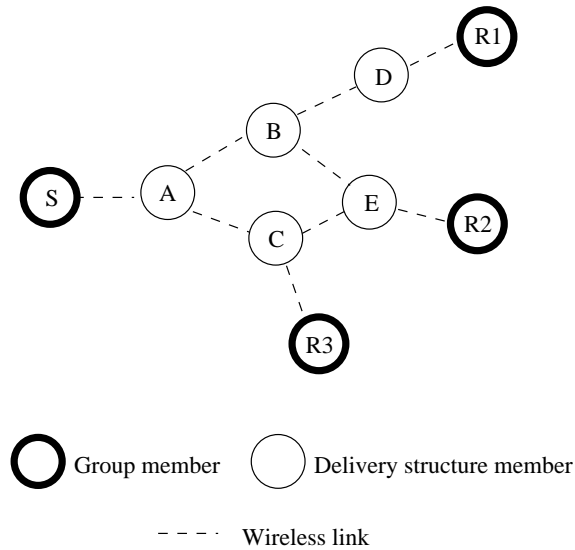 R1
D
B
S
A
E
R2
C
R3
Group member
Delivery structure member
Wireless link